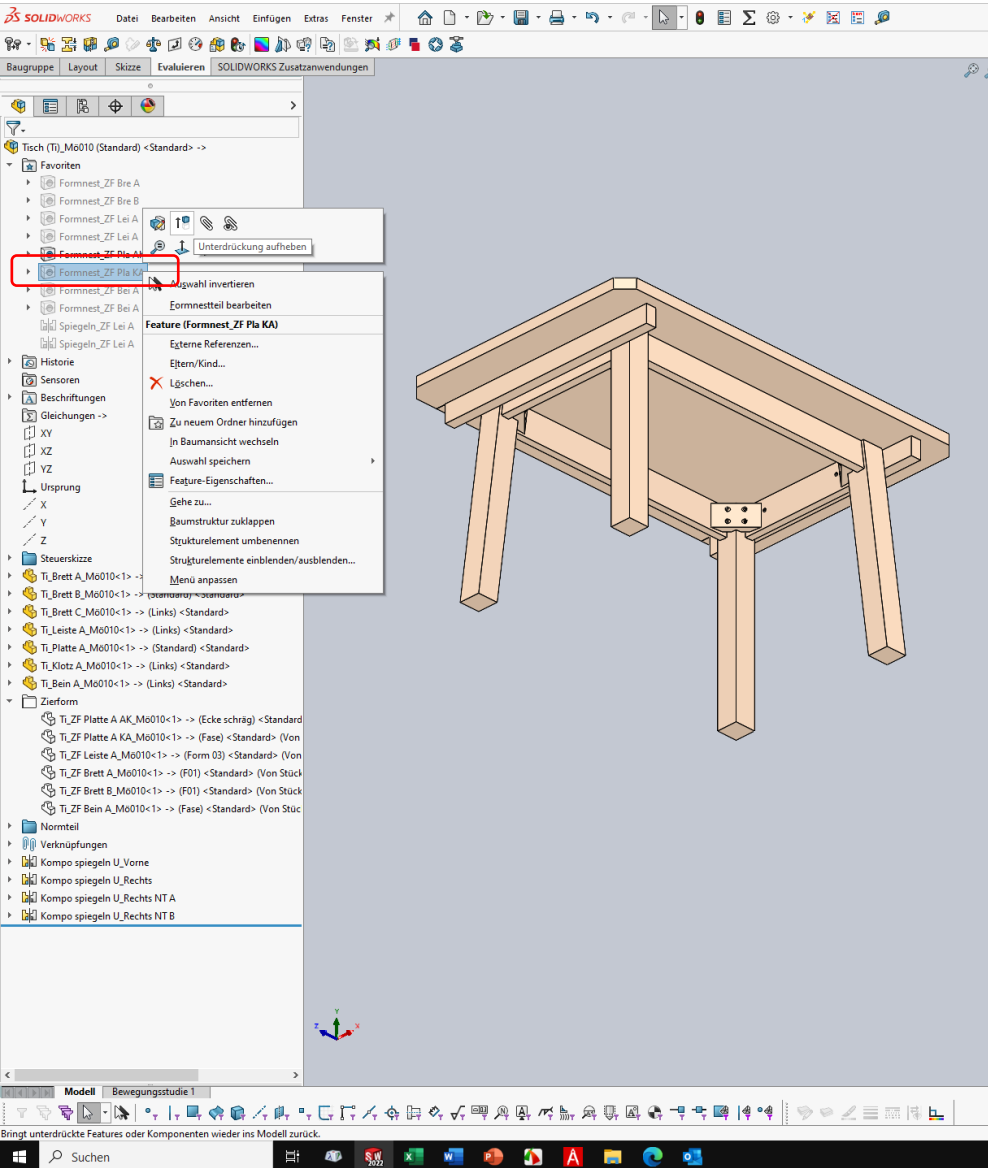 SOLIDWORKS Datei Bearbeiten Ansicht Einfügen Extras Fenster
Baugruppe Layout Skizze Evaluieren SOLIDWORKS Zusatzanwendungen
Tisch (Ti)_Mö010 (Standard) <Standard> ->
Favoriten
Formnest_ZF Bre A
Formnest_ZF Bre B
Formnest_ZF Lei A
Formnest_ZF Lei A
Unterdrückung aufheben
Formnest_ZF Pla
Formnest_ZF Pla KA
Auswahl invertieren
Formnest_ZF Bei A
Formnestteil bearbeiten
Formnest_ZF Bei A
Feature (Formnest_ZF Pla KA)
Spiegeln_ZF Lei A
Externe Referenzen...
Spiegeln_ZF Lei A
Eltern/Kind...
Historie
Löschen...
Sensoren
Von Favoriten entfernen
Beschriftungen
Zu neuem Ordner hinzufügen
Gleichungen ->
In Baumansicht wechseln
XY
Auswahl speichern
XZ
Feature-Eigenschaften...
YZ
Ursprung
Gehe zu...
X
Baumstruktur zuklappen
Y
Strukturelement umbenennen
Z
Strukturelemente einblenden/ausblenden...
Steuerskizze
Menü anpassen
Ti_Brett A_Mö010<1> ->
Ti_Brett B_Mö010<1> -> (Standard) <Standard>
Ti_Brett C_Mö010<1> -> (Links) <Standard>
Ti_Leiste A_Mö010<1> -> (Links) <Standard>
Ti_Platte A_Mö010<1> -> (Standard) <Standard>
Ti_Klotz A_Mö010<1> -> (Links) <Standard>
Ti_Bein A_Mö010<1> -> (Links) <Standard>
Zierform
Ti_ZF Platte A AK_Mö010<1> -> (Ecke schräg) <Standard
Ti_ZF Platte A KA_Mö010<1> -> (Fase) <Standard> (Von
Ti_ZF Leiste A_Mö010<1> -> (Form 03) <Standard> (Von
Ti_ZF Brett A_Mö010<1> -> (F01) <Standard> (Von Stück
Ti_ZF Brett B_Mö010<1> -> (F01) <Standard> (Von Stück
Ti_ZF Bein A_Mö010<1> -> (Fase) <Standard> (Von Stüc
Normteil
Verknüpfungen
Kompo spiegeln U_Vorne
Kompo spiegeln U_Rechts
Kompo spiegeln U_Rechts NT A
Kompo spiegeln U_Rechts NT B
Y
Z X
Modell Bewegungsstudie 1
Bringt unterdrückte Features oder Komponenten wieder ins Modell zurück.
Suchen
SW
2022